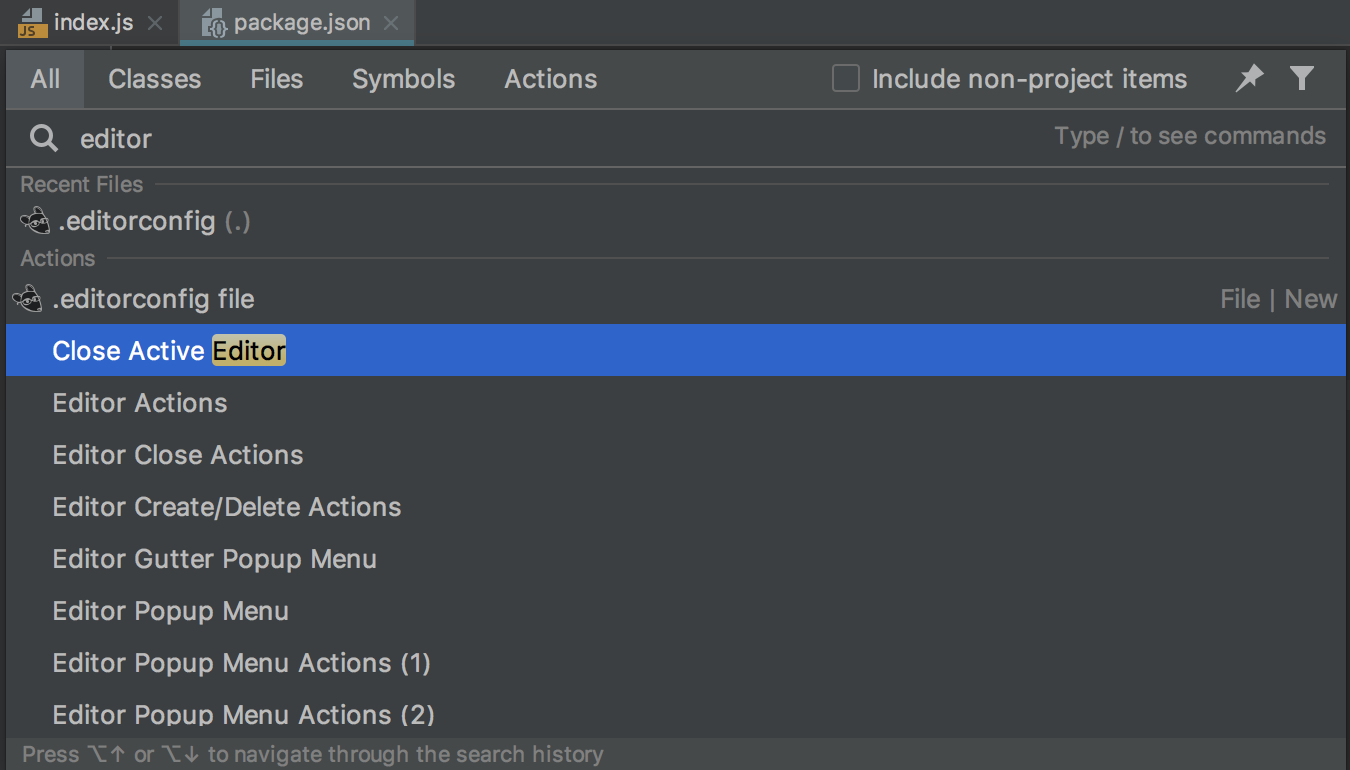 index.js package.json
All Classes Files Symbols Actions Include non-project items
editor Type / to see commands
Recent Files
.editorconfig (.)
Actions
.editorconfig file File | New
Close Active Editor
Editor Actions
Editor Close Actions
Editor Create/Delete Actions
Editor Gutter Popup Menu
Editor Popup Menu
Editor Popup Menu Actions (1)
Editor Popup Menu Actions (2)
Press ⌥↑ or ⌥↓ to navigate through the search history